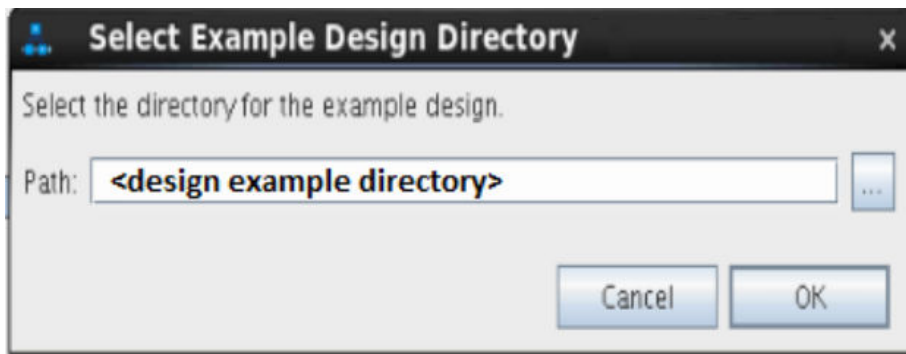 Select Example Design Directory x
Select the directory for the example design.
Path: <design example directory> ...
Cancel OK